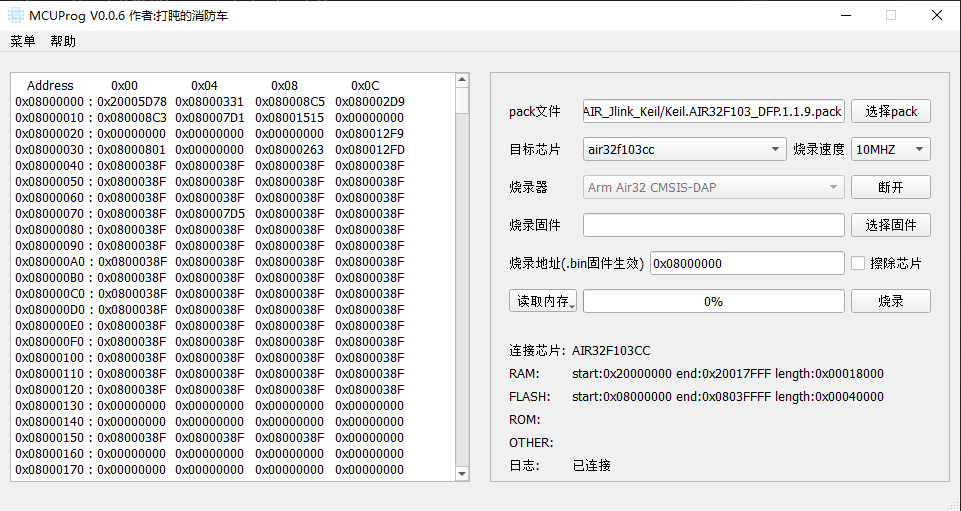 MCUProg V0.0.6 作者:打盹的消防车
菜单 帮助
Address 0x00 0x04 0x08 0x0C
0x08000000 : 0x20005D78 0x08000331 0x080008C5 0x080002D9
0x08000010 : 0x080008C3 0x080007D1 0x08001515 0x00000000
0x08000020 : 0x00000000 0x00000000 0x00000000 0x080012F9
0x08000030 : 0x08000801 0x00000000 0x08000263 0x080012FD
0x08000040 : 0x0800038F 0x0800038F 0x0800038F 0x0800038F
0x08000050 : 0x0800038F 0x0800038F 0x0800038F 0x0800038F
0x08000060 : 0x0800038F 0x0800038F 0x0800038F 0x0800038F
0x08000070 : 0x0800038F 0x080007D5 0x0800038F 0x0800038F
0x08000080 : 0x0800038F 0x0800038F 0x0800038F 0x0800038F
0x08000090 : 0x0800038F 0x0800038F 0x0800038F 0x0800038F
0x080000A0 : 0x0800038F 0x0800038F 0x0800038F 0x0800038F
0x080000B0 : 0x0800038F 0x0800038F 0x0800038F 0x0800038F
0x080000C0 : 0x0800038F 0x0800038F 0x0800038F 0x0800038F
0x080000D0 : 0x0800038F 0x0800038F 0x0800038F 0x0800038F
0x080000E0 : 0x0800038F 0x0800038F 0x0800038F 0x0800038F
0x080000F0 : 0x0800038F 0x0800038F 0x0800038F 0x0800038F
0x08000100 : 0x0800038F 0x0800038F 0x0800038F 0x0800038F
0x08000110 : 0x0800038F 0x0800038F 0x0800038F 0x0800038F
0x08000120 : 0x0800038F 0x0800038F 0x0800038F 0x0800038F
0x08000130 : 0x00000000 0x00000000 0x00000000 0x00000000
0x08000140 : 0x00000000 0x00000000 0x00000000 0x00000000
0x08000150 : 0x0800038F 0x0800038F 0x0800038F 0x00000000
0x08000160 : 0x00000000 0x00000000 0x00000000 0x00000000
0x08000170 : 0x00000000 0x00000000 0x00000000 0x00000000
pack文件 AIR_Jlink_Keil/Keil.AIR32F103_DFP.1.1.9.pack 选择pack
目标芯片 air32f103cc 烧录速度 10MHZ
烧录器 Arm Air32 CMSIS-DAP 断开
烧录固件 选择固件
烧录地址(.bin固件生效) 0x08000000 擦除芯片
读取内存 0% 烧录
连接芯片: AIR32F103CC
RAM: start:0x20000000 end:0x20017FFF length:0x00018000
FLASH: start:0x08000000 end:0x0803FFFF length:0x00040000
ROM:
OTHER:
日志: 已连接